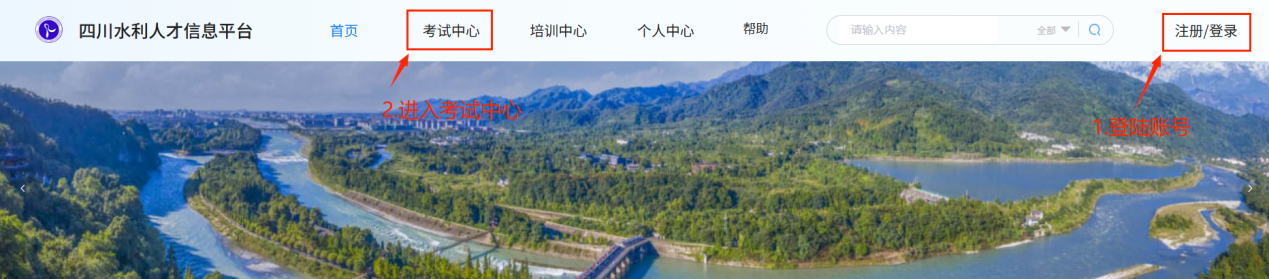 四川水利人才信息平台 首页 考试中心 培训中心 个人中心 帮助 请输入内容 全部 注册/登录
2.进入考试中心
1.登陆账号